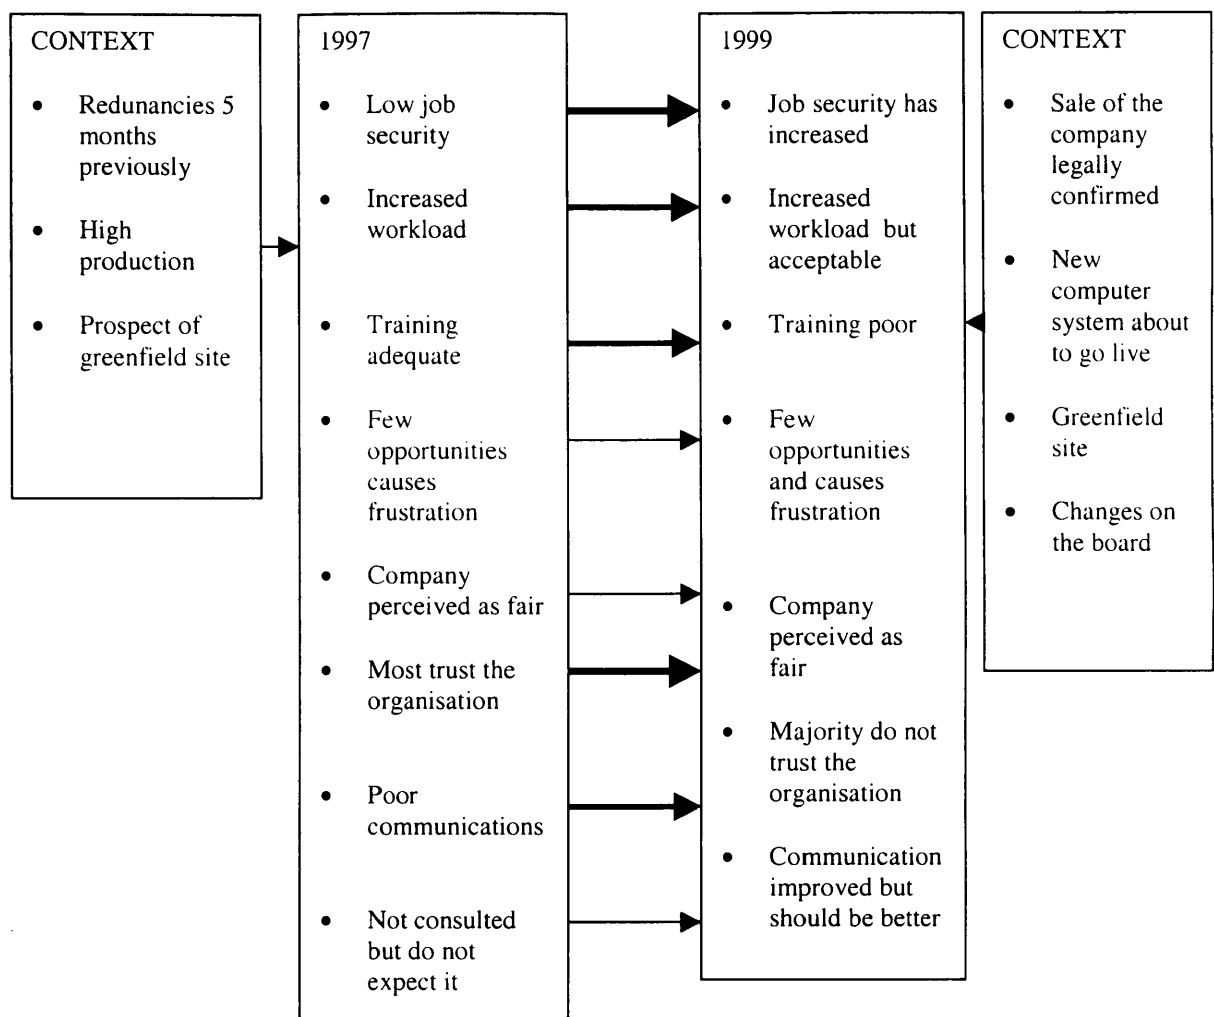 CONTEXT
• Redunancies 5
months
previously
• High
production
• Prospect of
greenfield site
1997
• Low job
security
• Increased
workload
• Training
adequate
• Few
opportunities
causes
frustration
• Company
perceived as fair
• Most trust the
organisation
• Poor
communications
• Not consulted
but do not
expect it
1999
• Job security has
increased
• Increased
workload but
acceptable
• Training poor
• Few
opportunities
and causes
frustration
• Company
perceived as
fair
• Majority do not
trust the
organisation
• Communication
improved but
should be better
CONTEXT
• Sale of the
company
legally
confirmed
• New
computer
system about
to go live
• Greenfield
site
• Changes on
the board